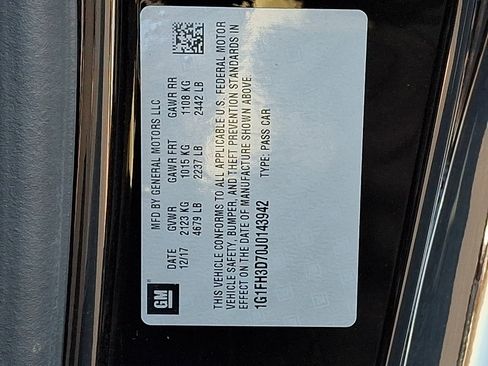 GM
MFD BY GENERAL MOTORS LLC
DATE GVWR GAWR FRT GAWR RR
12/17 2123 KG 1015 KG 1108 KG
4679 LB 2237 LB 2442 LB
THIS VEHICLE CONFORMS TO ALL APPLICABLE U.S. FEDERAL MOTOR
VEHICLE SAFETY, BUMPER, AND THEFT PREVENTION STANDARDS IN
EFFECT ON THE DATE OF MANUFACTURE SHOWN ABOVE.
1G1FH3D70J0143942 TYPE: PASS CAR